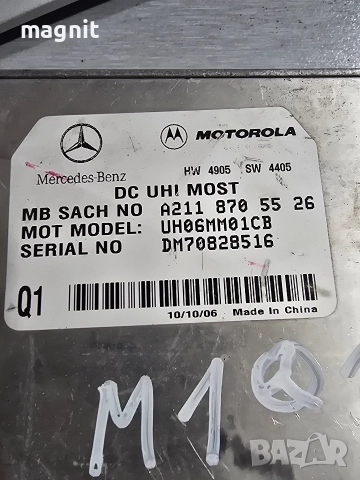 magnit
Mercedes-Benz
MOTOROLA
HW 4905 SW 4405
DC UHI MOST
MB SACH NO A211 870 55 26
MOT MODEL: UH06MM01CB
SERIAL NO DM70828516
Q1
10/10/06 Made In China
M1
BAZAR